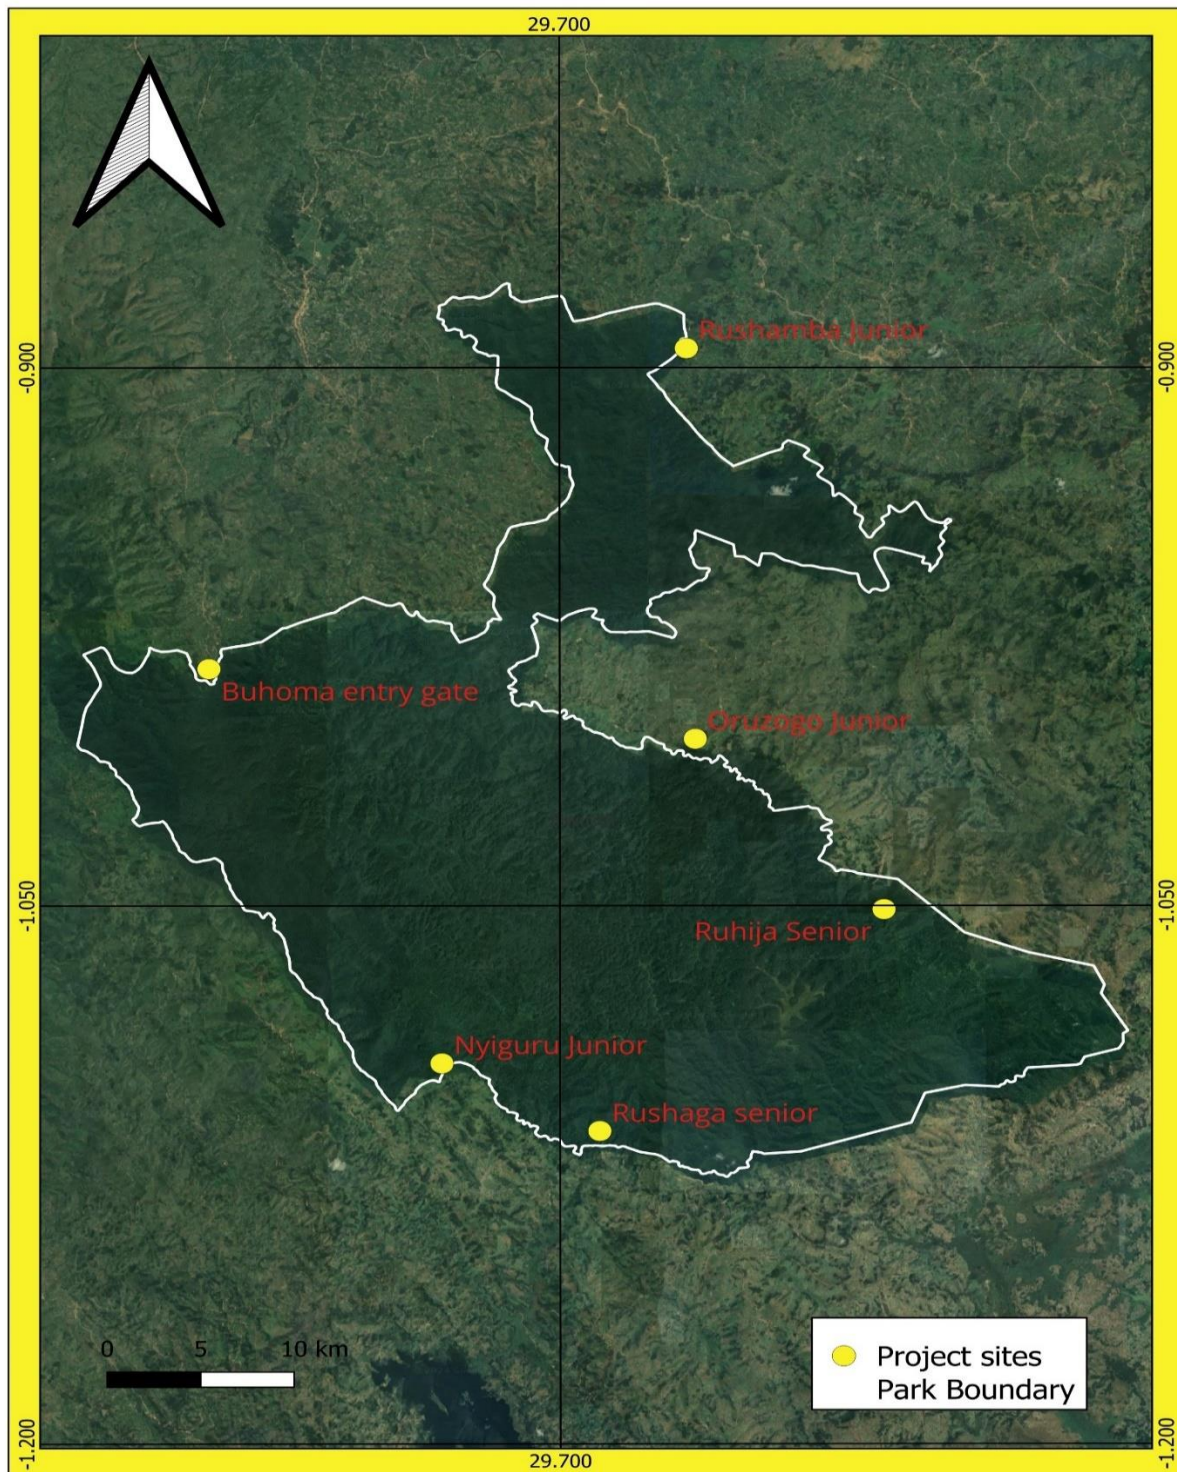 29.700
Rushamba Junior
-0.900
-0.900
Buhoma entry gate
Oruzogo Junior
-1.050
-1.050
Ruhija Senior
Nyiguru Junior
Rushaga senior
0 5 10 km
Project sites
Park Boundary
-1.200
-1.200
29.700